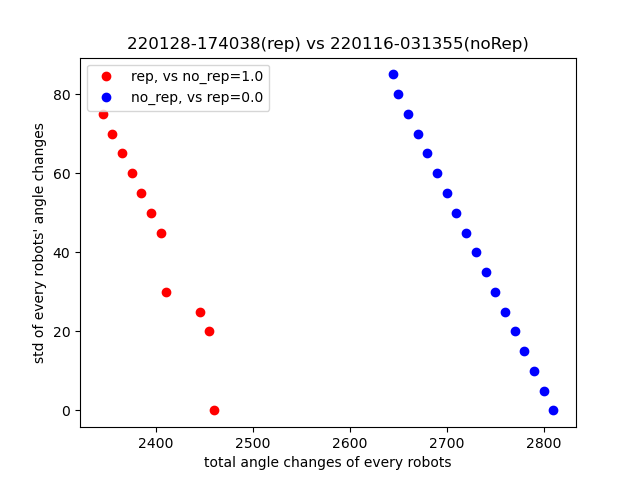 220128-174038(rep) vs 220116-031355(noRep)
rep, vs no_rep=1.0
no_rep, vs rep=0.0
std of every robots' angle changes
80
60
40
20
0
2400 2500 2600 2700 2800
total angle changes of every robots